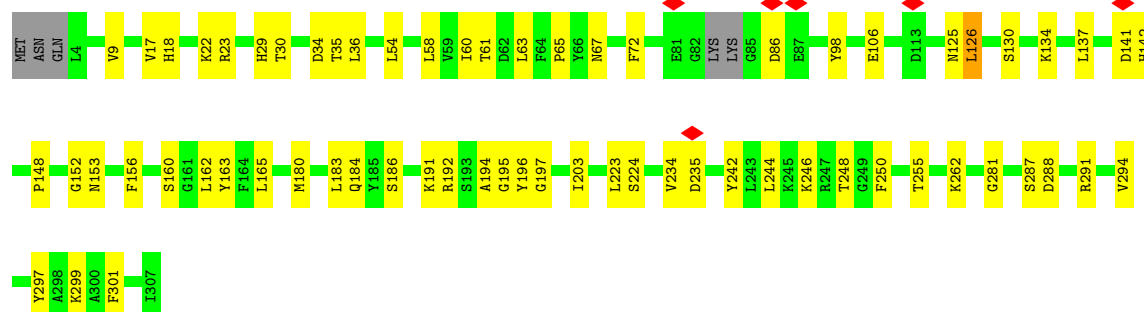 MET ASN GLN L4 V9 V17 H18 K22 R23 H29 T30 D34 T35 L36 L54 L58 V59 I60 T61 D62 L63 F64 P65 Y66 N67 F72 E81 G82 LYS LYS G85 D86 E87 Y98 E106 D113 N125 L126 S130 K134 L137 D141 H142
P148 G152 N153 F156 S160 G161 L162 Y163 F164 L165 M180 L183 Q184 Y185 S186 K191 R192 S193 A194 G195 Y196 G197 I203 L223 S224 V234 D235 Y242 L243 L244 K245 K246 R247 T248 G249 F250 T255 K262 G281 S287 D288 R291 V294
Y297 A298 K299 A300 F301 I307